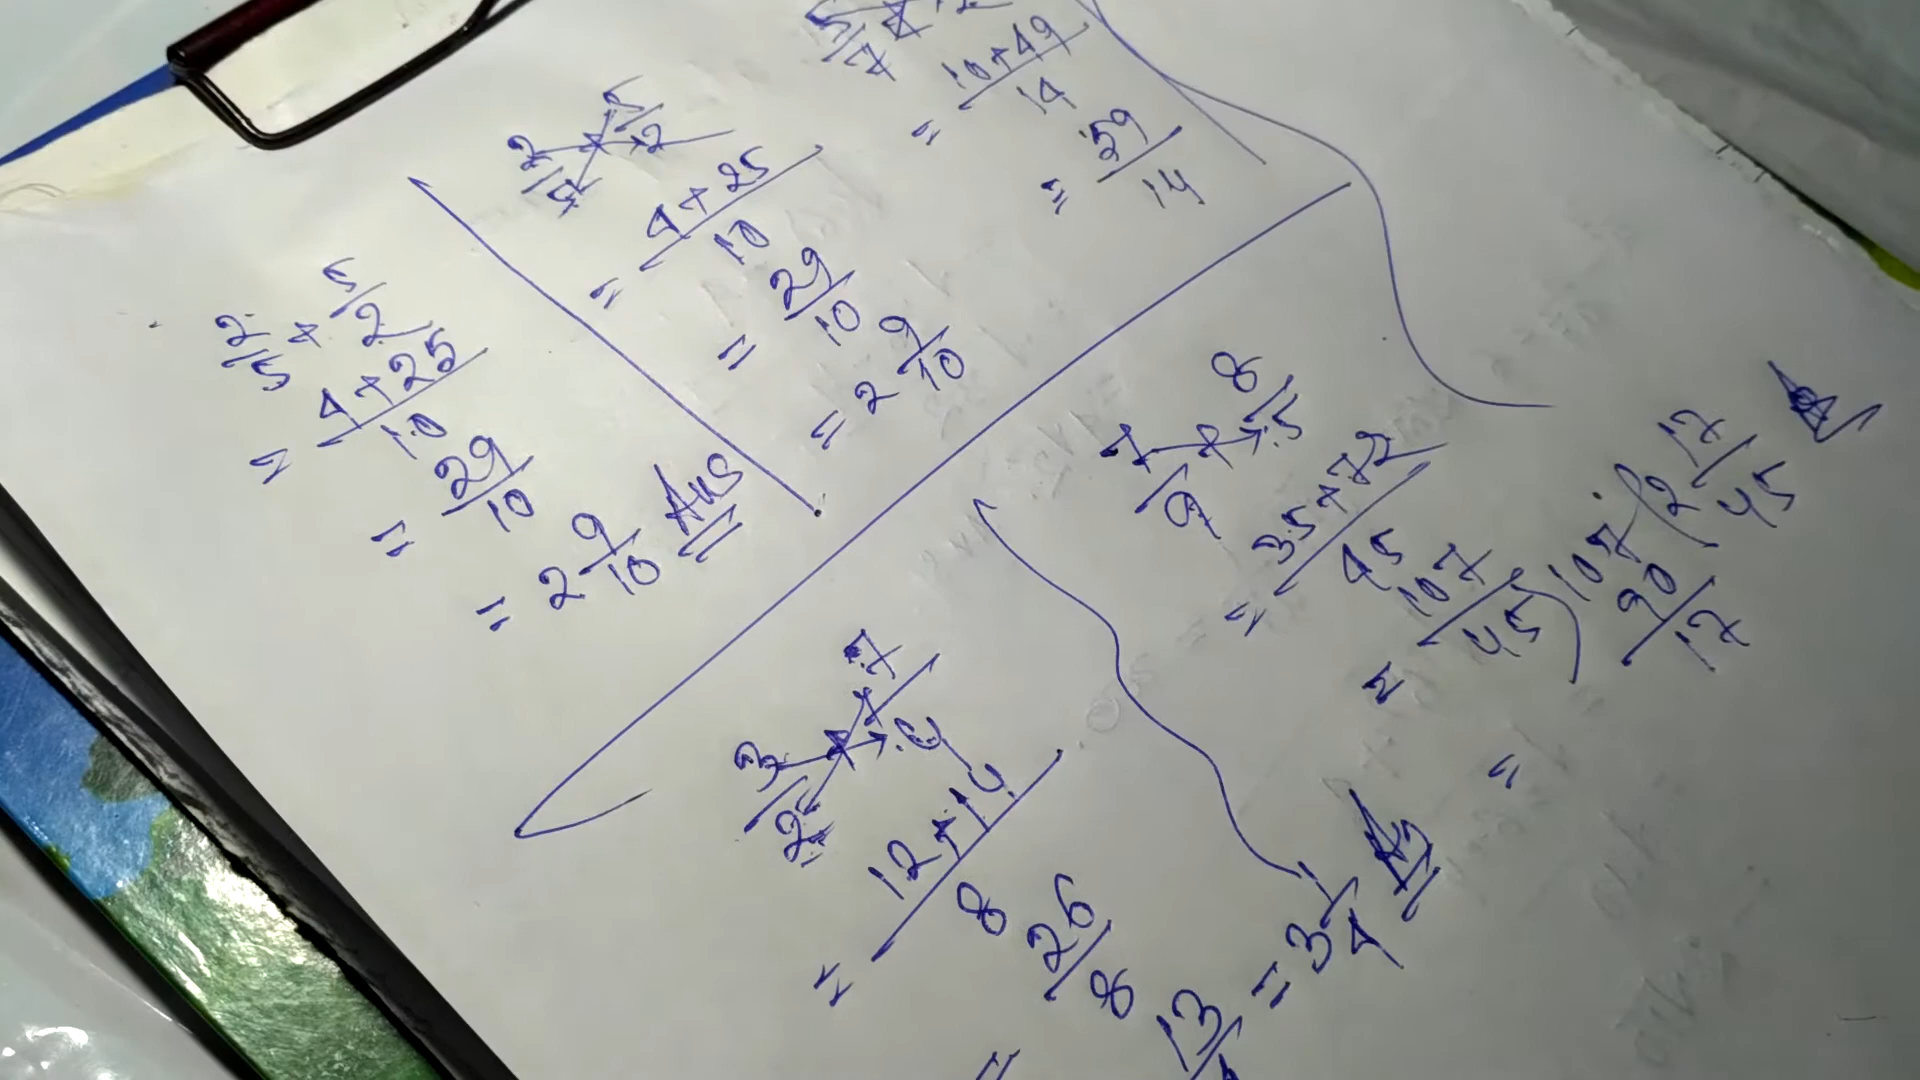 2/5 + 5/2
= 4+25/10
= 29/10
= 2 9/10 Ans
2/5 + 5/2
= 4+25/10
= 29/10
= 2 9/10
= 10+49/14
= 59/14
3/2 + 7/4
= 12+14/8
= 26/8
= 13/4 = 3 1/4 A
7/9 + 8/5
= 35+72/45
= 107/45
45)107(2 17/45 A
90
17
=